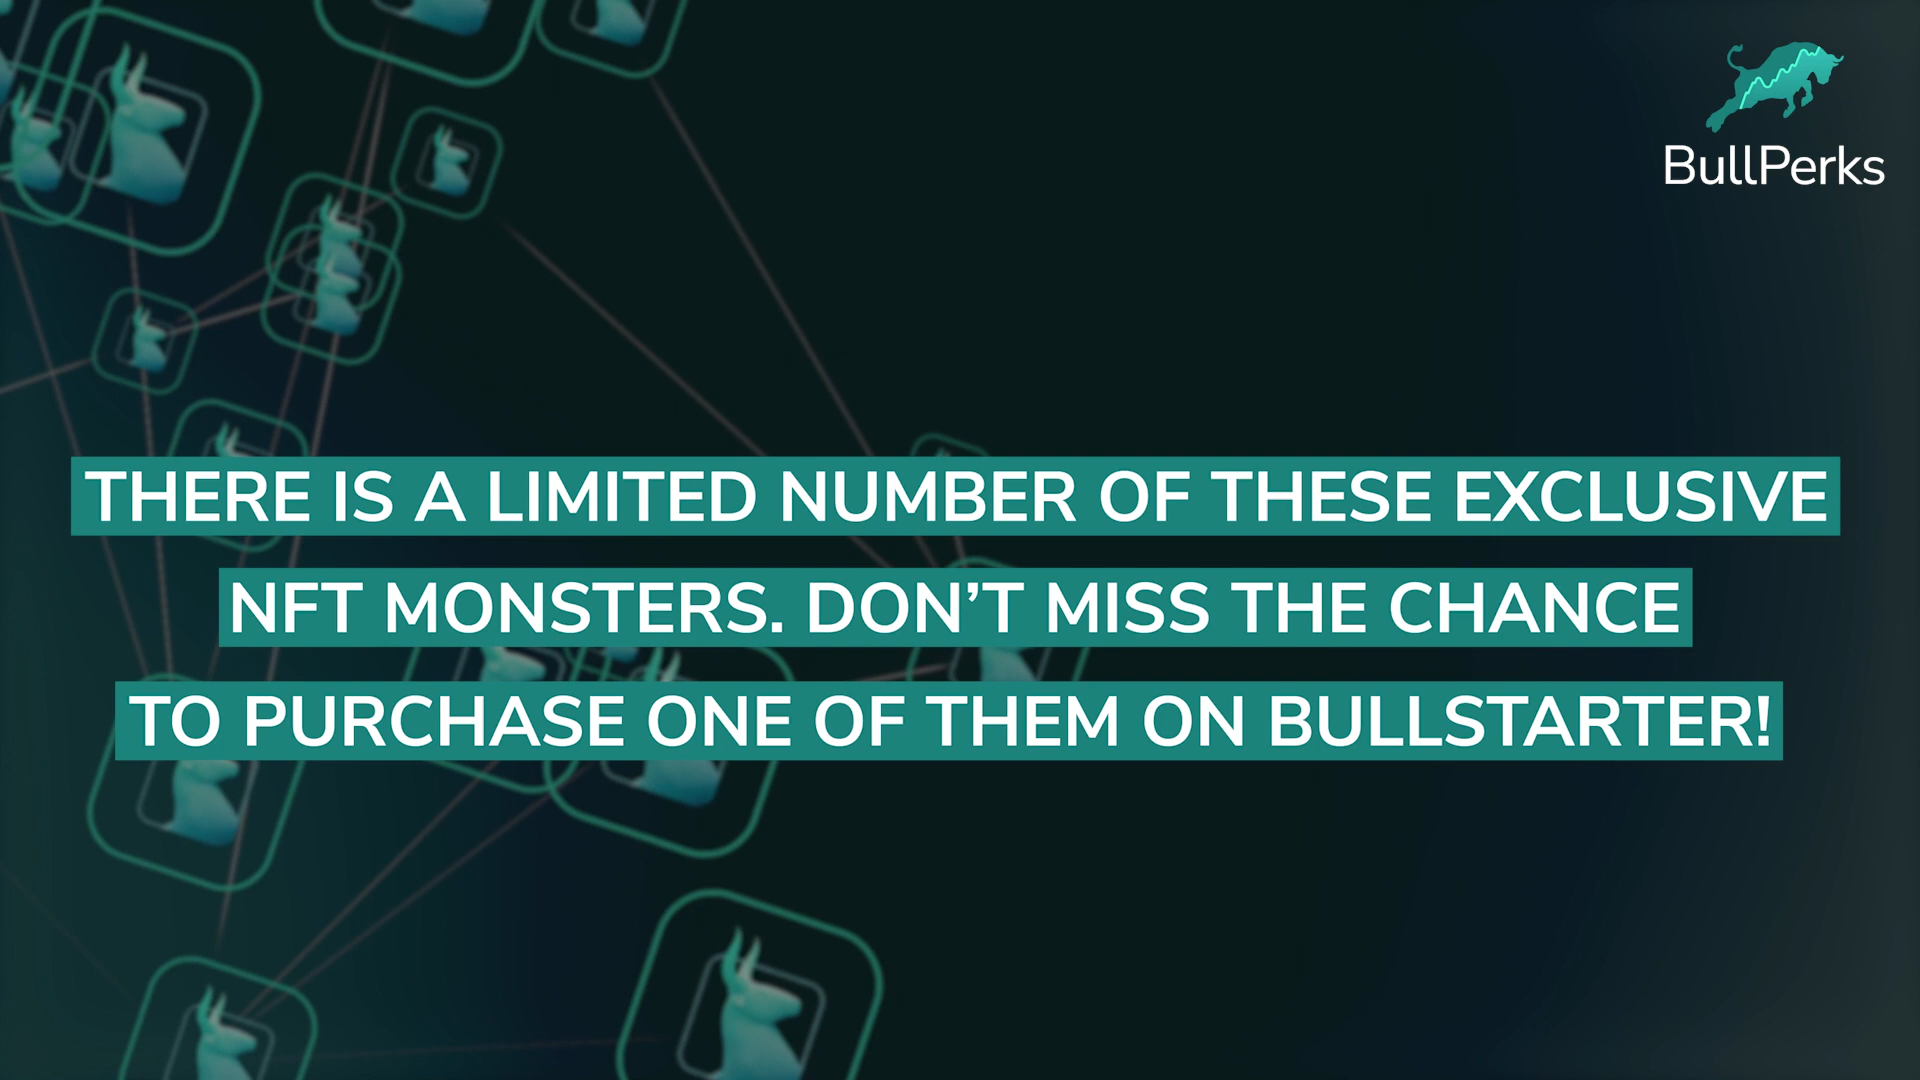 BullPerks
THERE IS A LIMITED NUMBER OF THESE EXCLUSIVE
NFT MONSTERS. DON’T MISS THE CHANCE
TO PURCHASE ONE OF THEM ON BULLSTARTER!